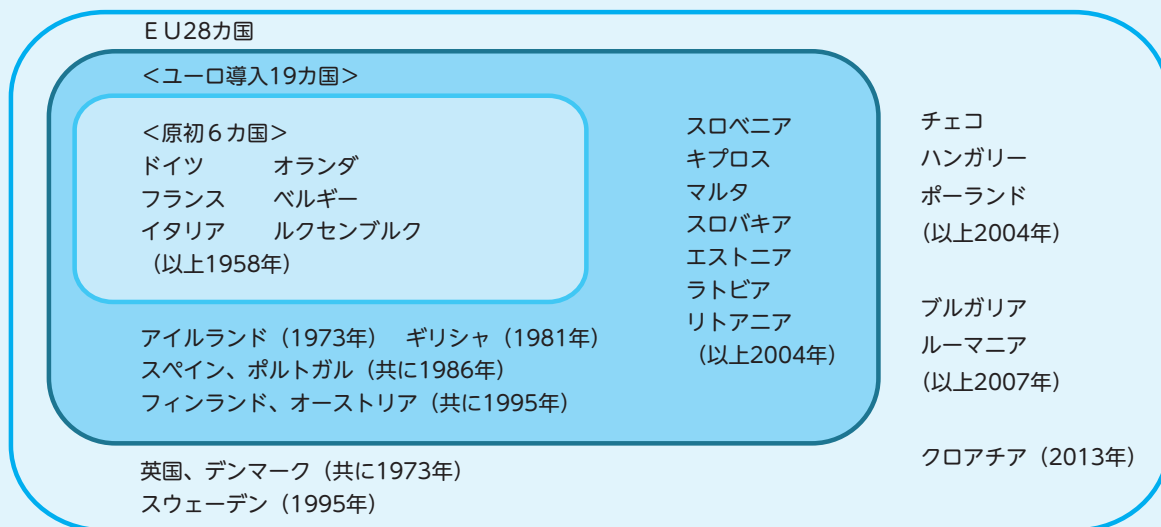 ＥＵ28カ国
＜ユーロ導入19カ国＞
＜原初６カ国＞
ドイツ　　　オランダ
フランス　　ベルギー
イタリア　　ルクセンブルク
（以上1958年）
アイルランド（1973年）　ギリシャ（1981年）
スペイン、ポルトガル（共に1986年）
フィンランド、オーストリア（共に1995年）
スロベニア
キプロス
マルタ
スロバキア
エストニア
ラトビア
リトアニア
（以上2004年）
英国、デンマーク（共に1973年）
スウェーデン（1995年）
チェコ
ハンガリー
ポーランド
（以上2004年）
ブルガリア
ルーマニア
（以上2007年）
クロアチア（2013年）